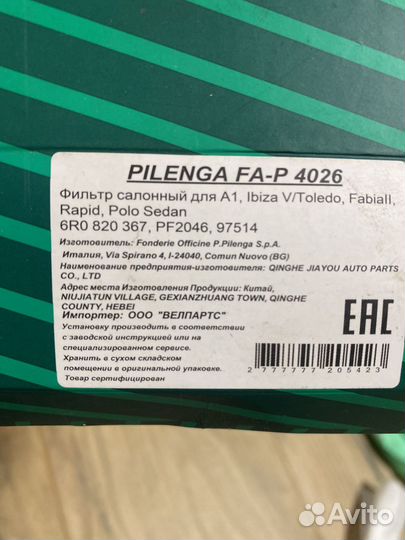 PILENGA FA-P 4026
Фильтр салонный для A1, Ibiza V/Toledo, FabiaII,
Rapid, Polo Sedan
6R0 820 367, PF2046, 97514
Изготовитель: Fonderie Officine P.Pilenga S.p.A.
Италия, Via Spirano 4, I-24040, Comun Nuovo (BG)
Наименование предприятия-изготовителя: QINGHE JIAYOU AUTO PARTS
CO., LTD
Адрес места Изготовления Продукции: Китай,
NIUJIATUN VILLAGE, GEXIANZHUANG TOWN, QINGHE
COUNTY, HEBEI
Импортер: ООО "ВЕЛПАРТС"
Установку производить в соответствии
с заводской инструкцией или на
специализированном сервисе.
Хранить в сухом складском
помещении в оригинальной упаковке.
Товар сертифицирован
EAC
2 777777 205423
Avito